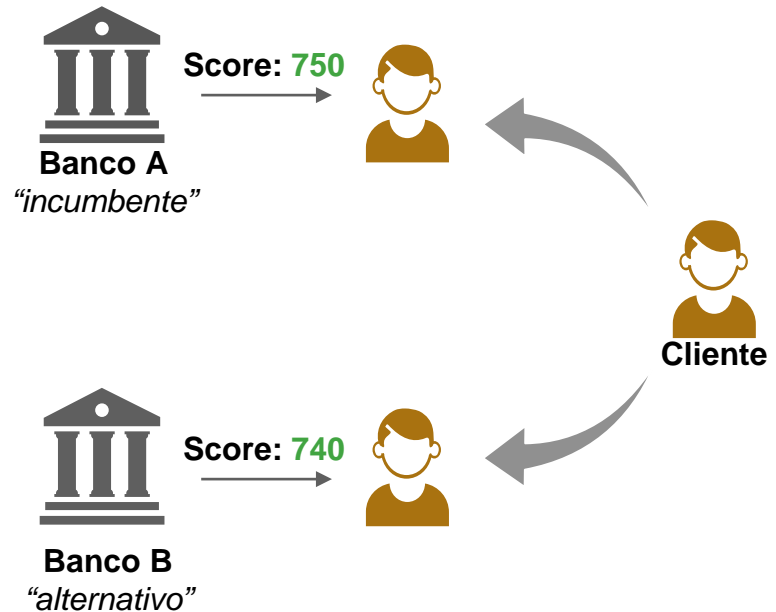 Score: 750
Banco A
“incumbente”
Cliente
Score: 740
Banco B
“alternativo”